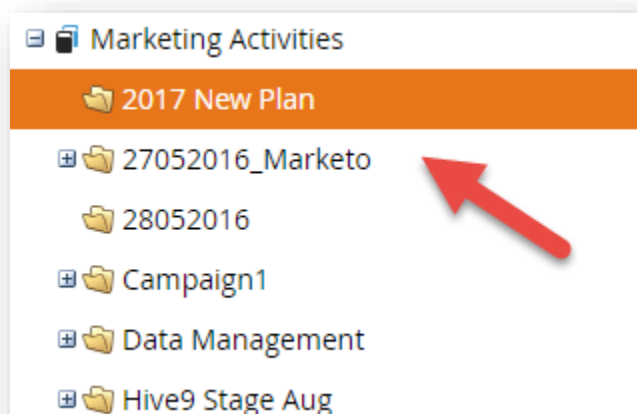 Marketing Activities
2017 New Plan
27052016_Marketo
28052016
Campaign1
Data Management
Hive9 Stage Aug